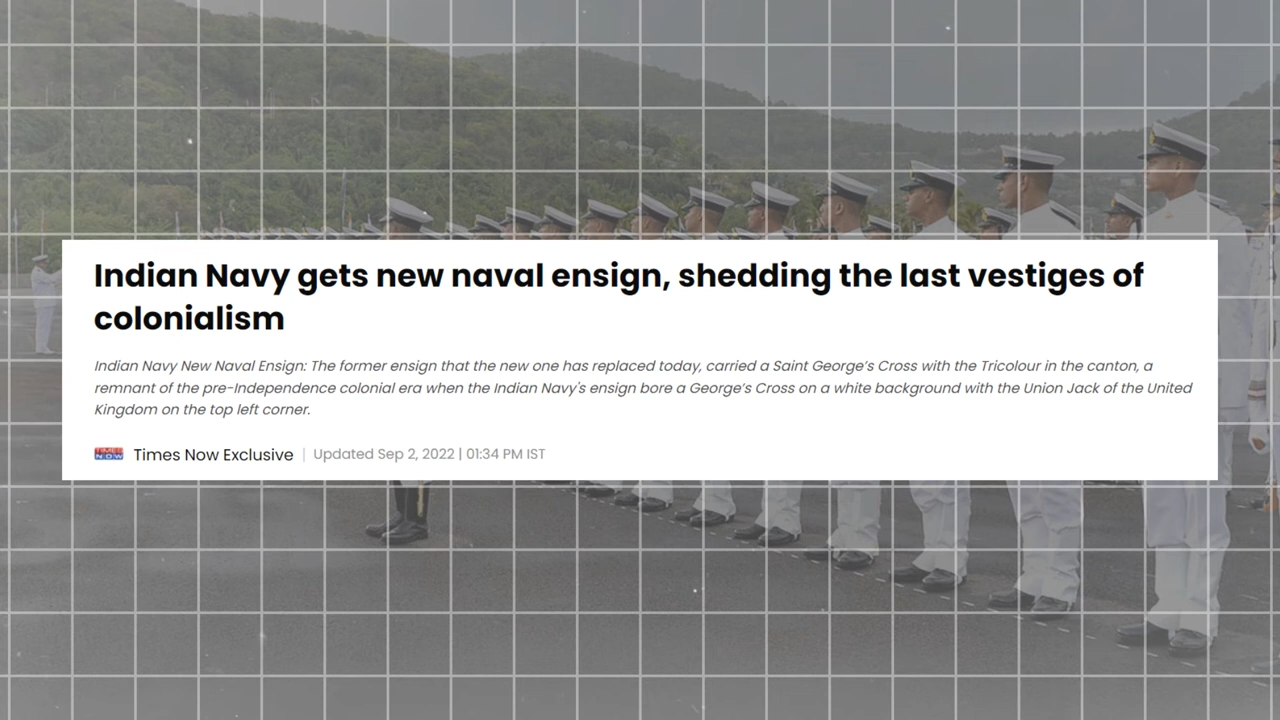 Indian Navy gets new naval ensign, shedding the last vestiges of
colonialism
Indian Navy New Naval Ensign: The former ensign that the new one has replaced today, carried a Saint George’s Cross with the Tricolour in the canton, a
remnant of the pre-Independence colonial era when the Indian Navy's ensign bore a George’s Cross on a white background with the Union Jack of the United
Kingdom on the top left corner.
TIMES
NOW
Times Now Exclusive | Updated Sep 2, 2022 | 01:34 PM IST